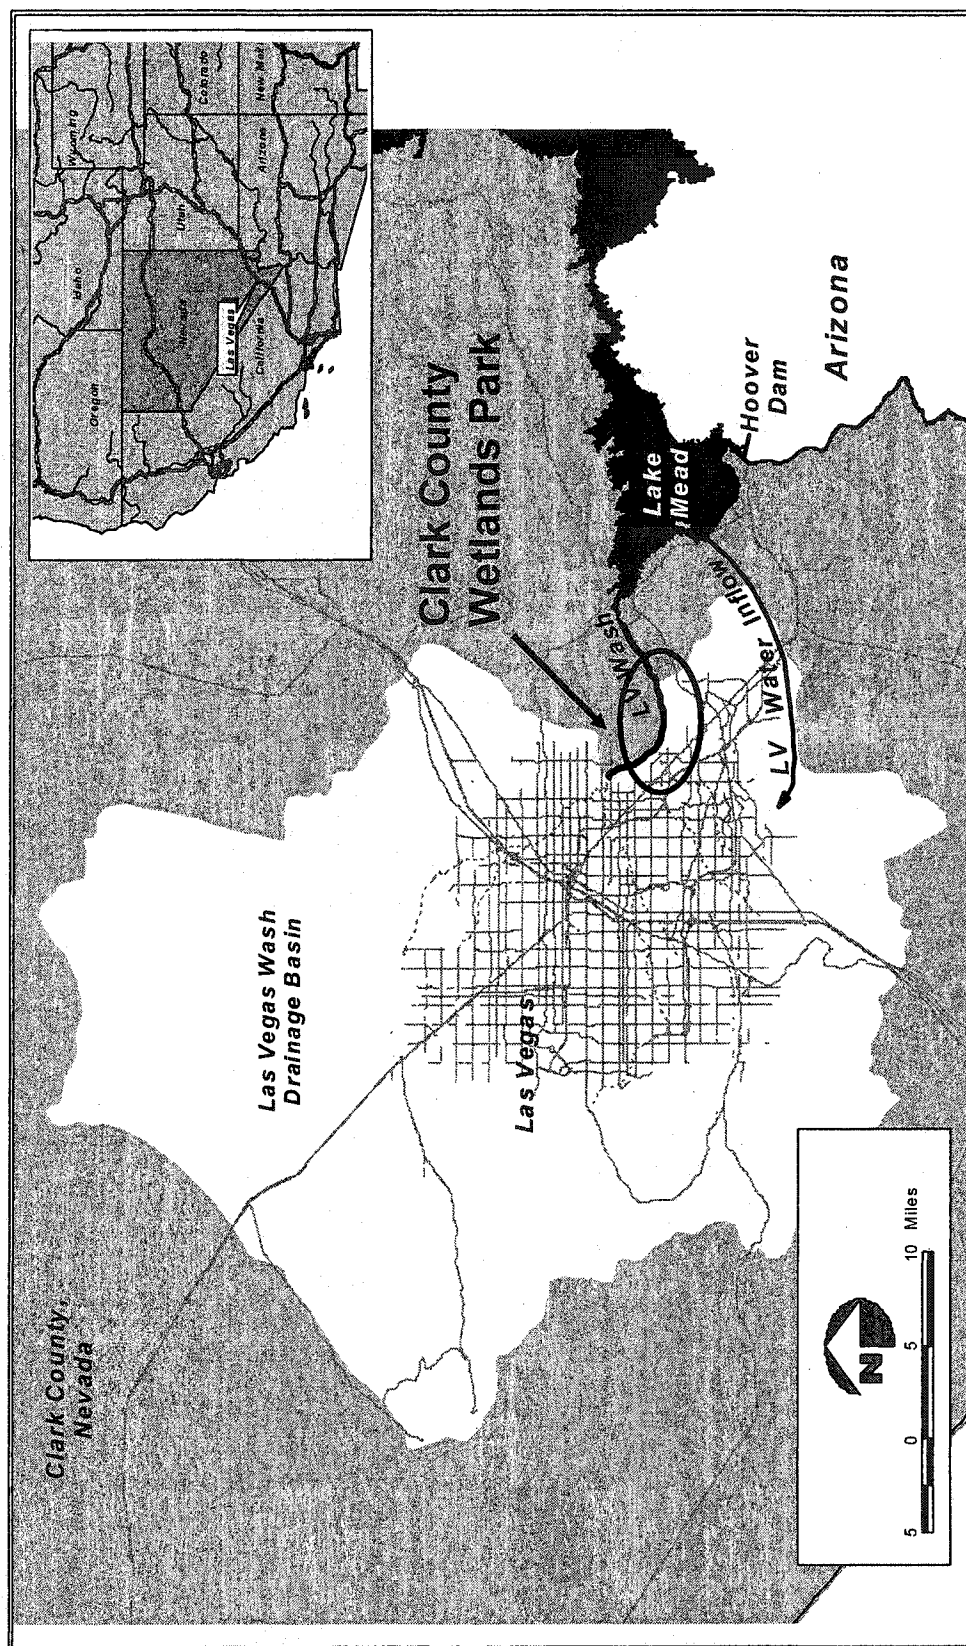 Clark County,
Nevada
Las Vegas Wash
Drainage Basin
Las Vegas
Clark County
Wetlands Park
LV Wash
Lake
Mead
Hoover
Dam
Arizona
LV Water Inflow
Oregon
Idaho
Wyoming
Nevada
Utah
Colorado
Las Vegas
California
Arizona
New Mex
N
5 0 5 10 Miles